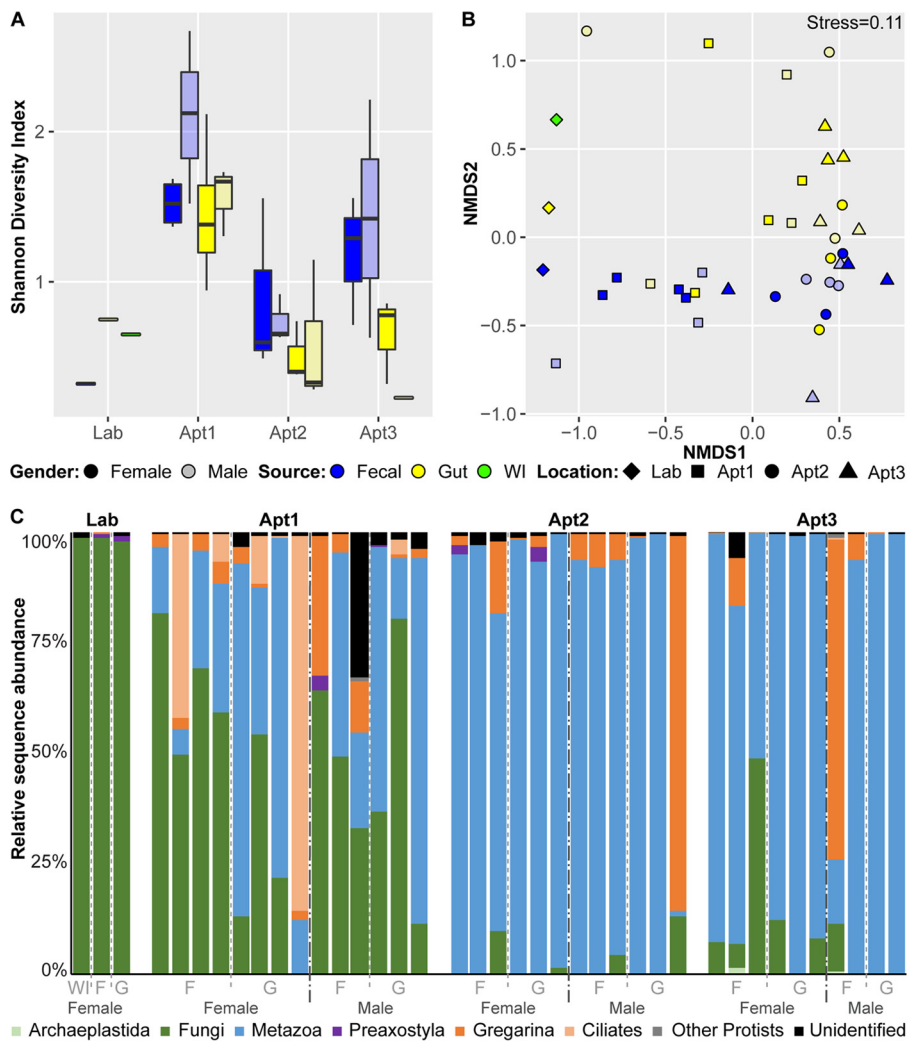 A
B
Stress=0.11
Shannon Diversity Index
2
1
Lab Apt1 Apt2 Apt3
NMDS2
1.0
0.5
0.0
−0.5
−1.0
−1.0 −0.5 0.0 0.5
NMDS1
Gender: Female Male Source: Fecal Gut WI Location: Lab Apt1 Apt2 Apt3
C
Lab Apt1 Apt2 Apt3
Relative sequence abundance
100%
75%
50%
25%
0%
WI F G F G F G F G F G F G F G
Female Female Male Female Male Female Male
Archaeplastida Fungi Metazoa Preaxostyla Gregarina Ciliates Other Protists Unidentified